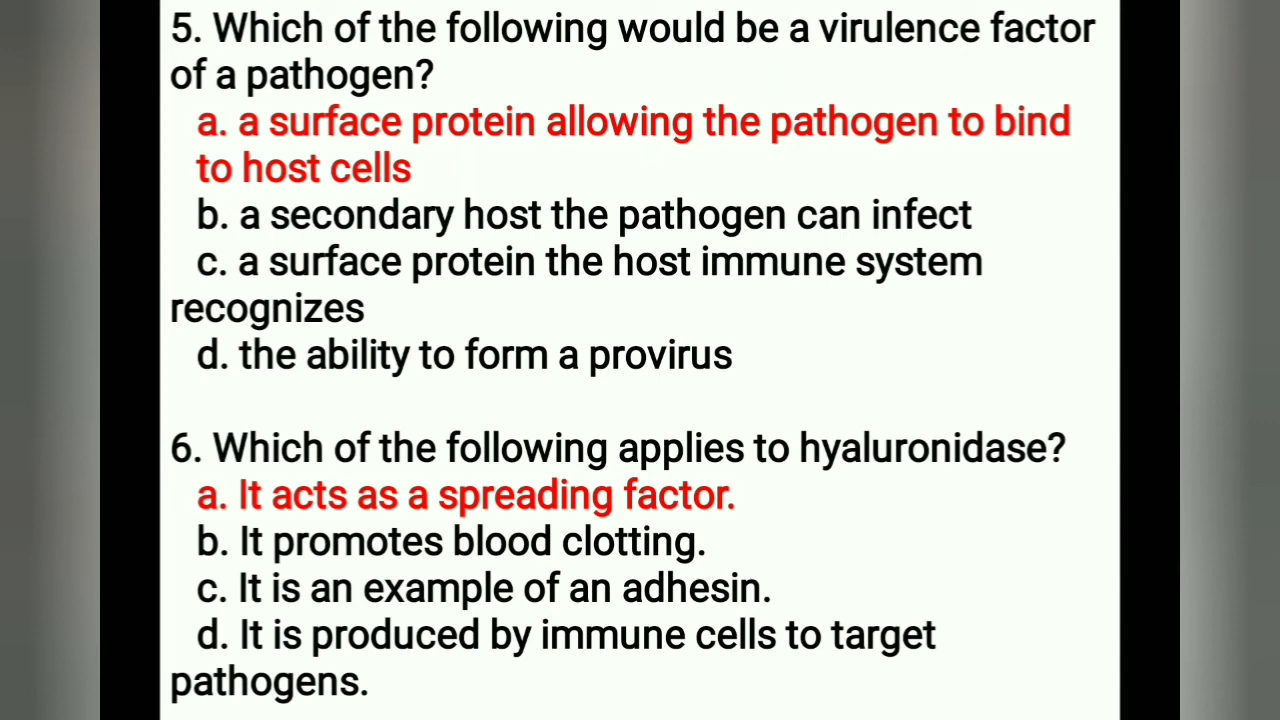 5. Which of the following would be a virulence factor
of a pathogen?
a. a surface protein allowing the pathogen to bind
to host cells
b. a secondary host the pathogen can infect
c. a surface protein the host immune system
recognizes
d. the ability to form a provirus
6. Which of the following applies to hyaluronidase?
a. It acts as a spreading factor.
b. It promotes blood clotting.
c. It is an example of an adhesin.
d. It is produced by immune cells to target
pathogens.